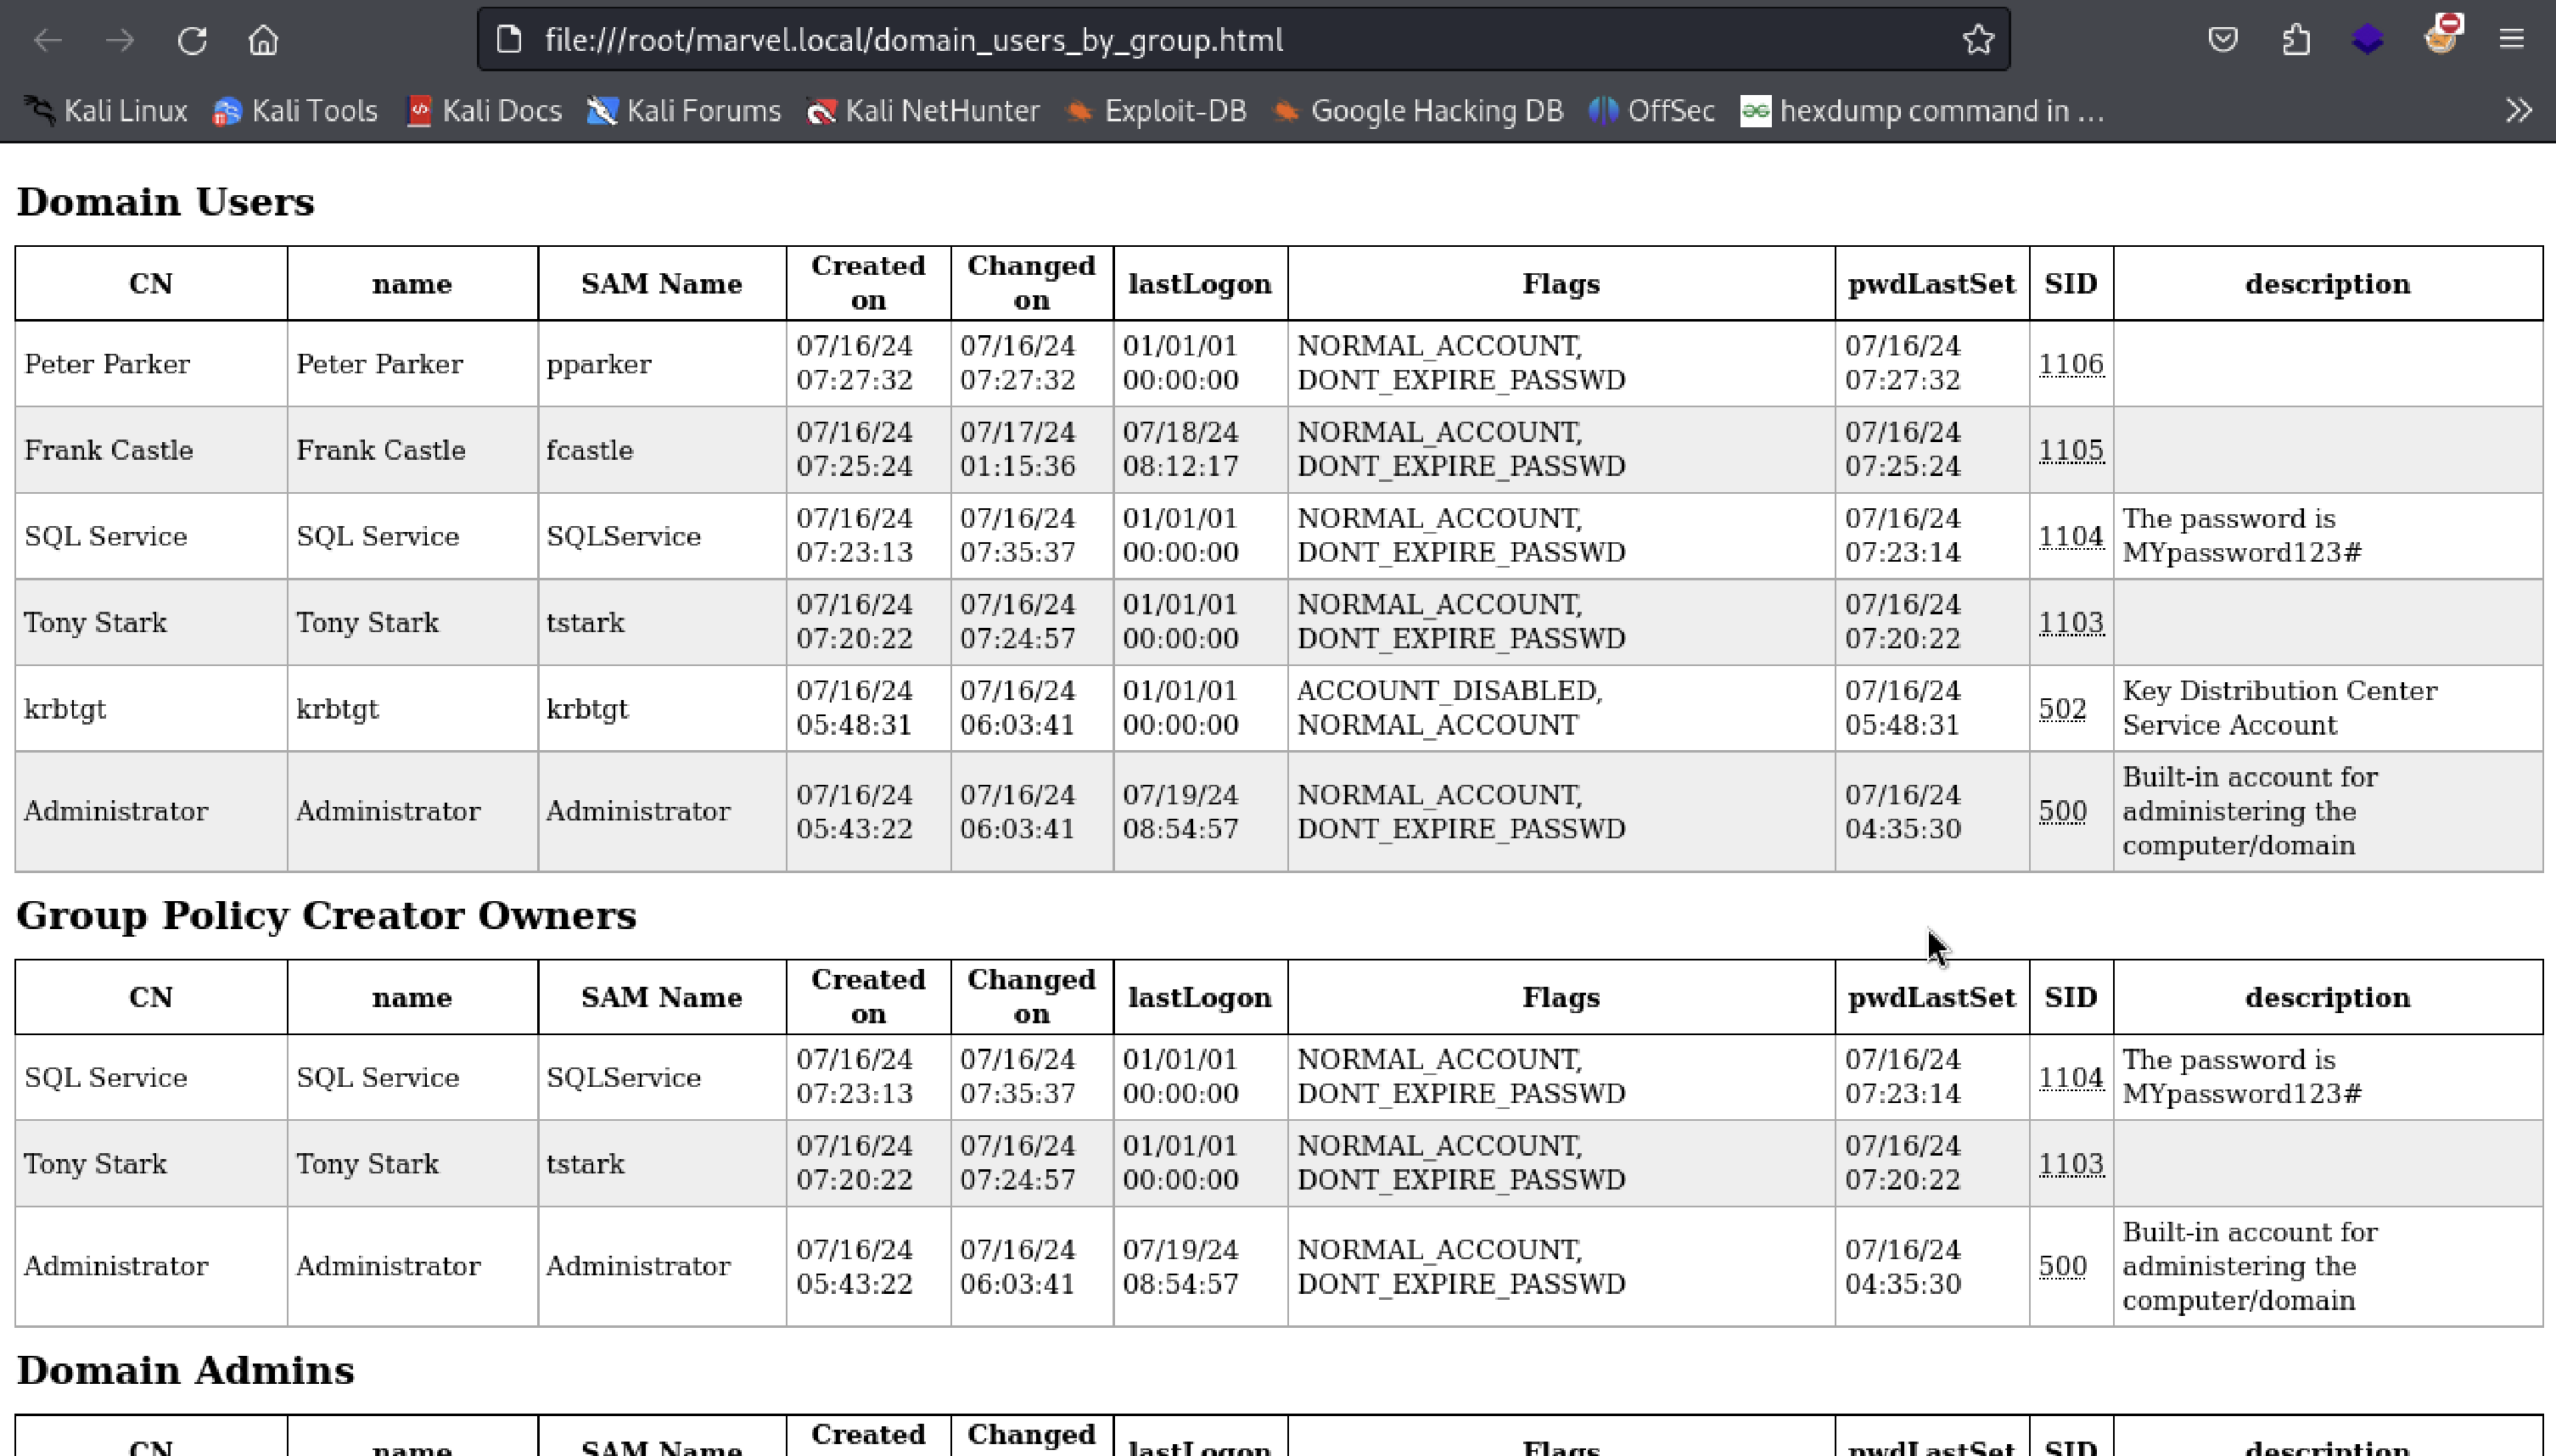 file:///root/marvel.local/domain_users_by_group.html
Kali Linux Kali Tools Kali Docs Kali Forums Kali NetHunter Exploit-DB Google Hacking DB OffSec hexdump command in ...
Domain Users
CN name SAM Name Created on Changed on lastLogon Flags pwdLastSet SID description
Peter Parker Peter Parker pparker 07/16/24 07:27:32 07/16/24 07:27:32 01/01/01 00:00:00 NORMAL_ACCOUNT, DONT_EXPIRE_PASSWD 07/16/24 07:27:32 1106
Frank Castle Frank Castle fcastle 07/16/24 07:25:24 07/17/24 01:15:36 07/18/24 08:12:17 NORMAL_ACCOUNT, DONT_EXPIRE_PASSWD 07/16/24 07:25:24 1105
SQL Service SQL Service SQLService 07/16/24 07:23:13 07/16/24 07:35:37 01/01/01 00:00:00 NORMAL_ACCOUNT, DONT_EXPIRE_PASSWD 07/16/24 07:23:14 1104 The password is MYpassword123#
Tony Stark Tony Stark tstark 07/16/24 07:20:22 07/16/24 07:24:57 01/01/01 00:00:00 NORMAL_ACCOUNT, DONT_EXPIRE_PASSWD 07/16/24 07:20:22 1103
krbtgt krbtgt krbtgt 07/16/24 05:48:31 07/16/24 06:03:41 01/01/01 00:00:00 ACCOUNT_DISABLED, NORMAL_ACCOUNT 07/16/24 05:48:31 502 Key Distribution Center Service Account
Administrator Administrator Administrator 07/16/24 05:43:22 07/16/24 06:03:41 07/19/24 08:54:57 NORMAL_ACCOUNT, DONT_EXPIRE_PASSWD 07/16/24 04:35:30 500 Built-in account for administering the computer/domain
Group Policy Creator Owners
CN name SAM Name Created on Changed on lastLogon Flags pwdLastSet SID description
SQL Service SQL Service SQLService 07/16/24 07:23:13 07/16/24 07:35:37 01/01/01 00:00:00 NORMAL_ACCOUNT, DONT_EXPIRE_PASSWD 07/16/24 07:23:14 1104 The password is MYpassword123#
Tony Stark Tony Stark tstark 07/16/24 07:20:22 07/16/24 07:24:57 01/01/01 00:00:00 NORMAL_ACCOUNT, DONT_EXPIRE_PASSWD 07/16/24 07:20:22 1103
Administrator Administrator Administrator 07/16/24 05:43:22 07/16/24 06:03:41 07/19/24 08:54:57 NORMAL_ACCOUNT, DONT_EXPIRE_PASSWD 07/16/24 04:35:30 500 Built-in account for administering the computer/domain
Domain Admins
CN name SAM Name Created Changed lastLogon Flags pwdLastSet SID description